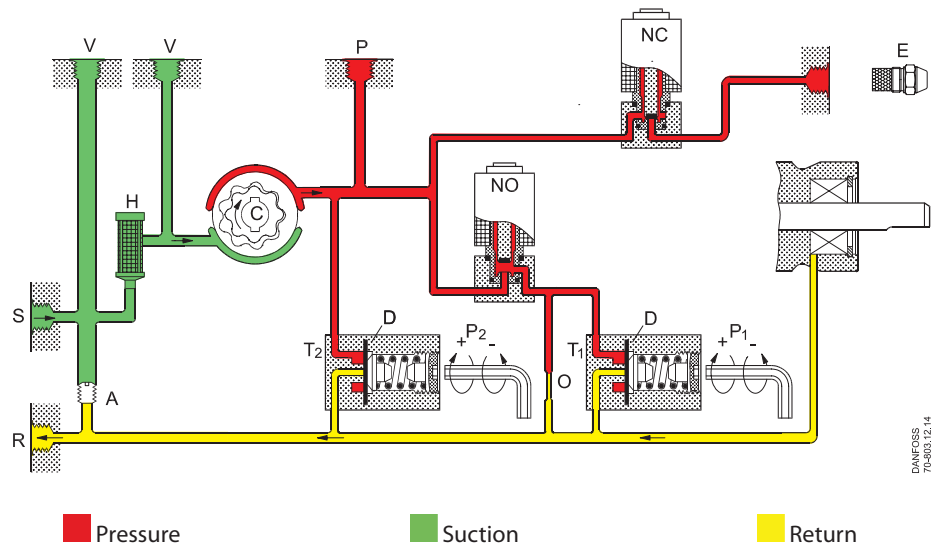 V V P NC E
NO
H C
S
T2 D + P2 - T1 D + P1 -
O
A
R
DANFOSS
70-803.12.14
Pressure Suction Return